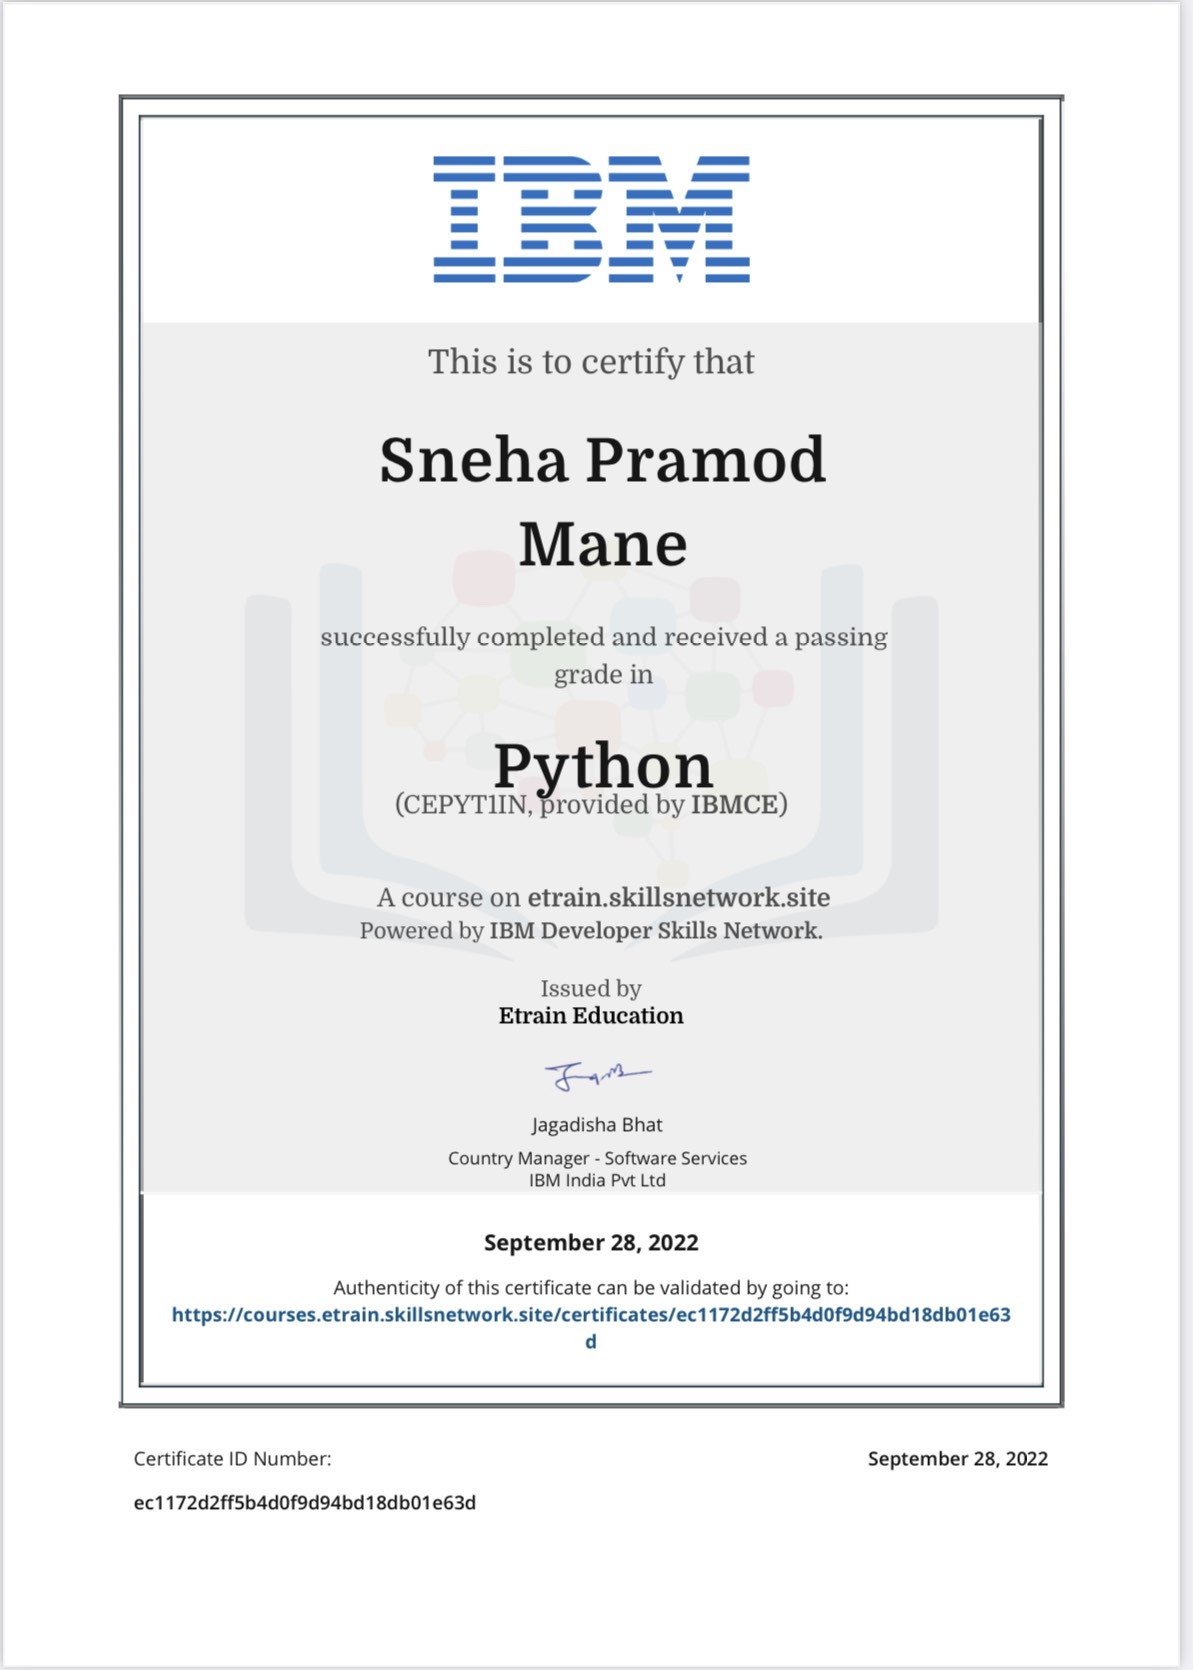 IBM
This is to certify that
Sneha Pramod
Mane
successfully completed and received a passing
grade in
Python
(CEPYT1IN, provided by IBMCE)
A course on etrain.skillsnetwork.site
Powered by IBM Developer Skills Network.
Issued by
Etrain Education
Jagadisha Bhat
Country Manager - Software Services
IBM India Pvt Ltd
September 28, 2022
Authenticity of this certificate can be validated by going to:
https://courses.etrain.skillsnetwork.site/certificates/ec1172d2ff5b4d0f9d94bd18db01e63
d
Certificate ID Number:
September 28, 2022
ec1172d2ff5b4d0f9d94bd18db01e63d